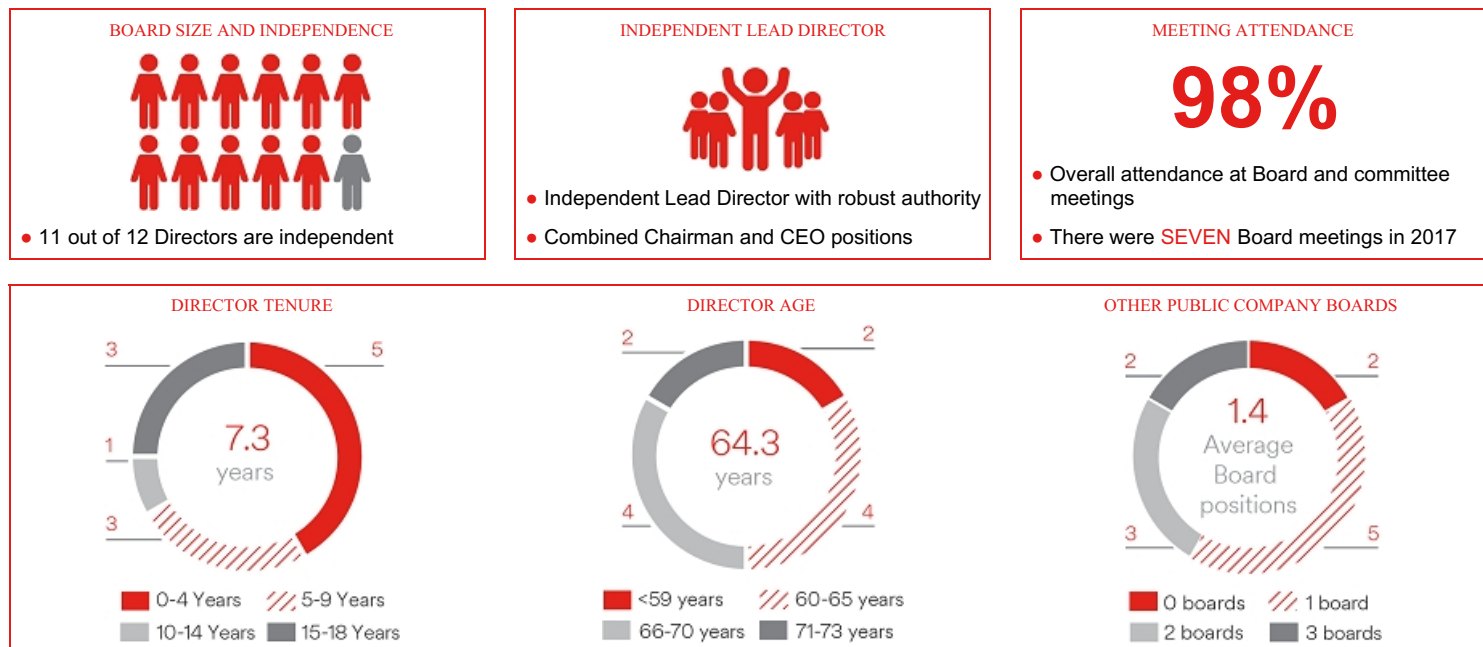 BOARD SIZE AND INDEPENDENCE
● 11 out of 12 Directors are independent
INDEPENDENT LEAD DIRECTOR
● Independent Lead Director with robust authority
● Combined Chairman and CEO positions
MEETING ATTENDANCE
98%
● Overall attendance at Board and committee
meetings
● There were SEVEN Board meetings in 2017
DIRECTOR TENURE
3
5
7.3
years
1
3
0-4 Years
5-9 Years
10-14 Years
15-18 Years
DIRECTOR AGE
2
2
64.3
years
4
4
<59 years
60-65 years
66-70 years
71-73 years
OTHER PUBLIC COMPANY BOARDS
2
2
1.4
Average
Board
positions
3
5
0 boards
1 board
2 boards
3 boards